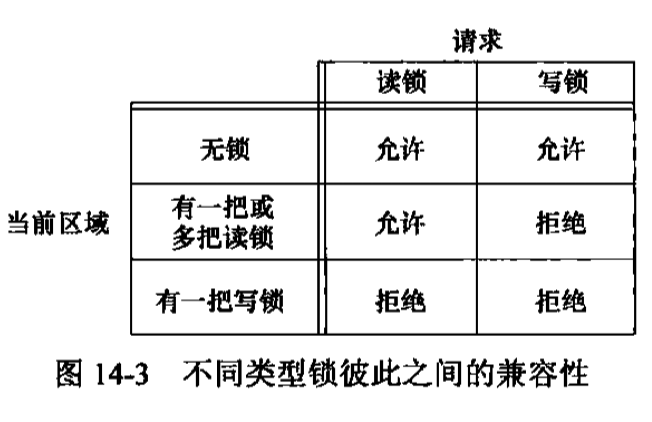 请求
读锁 写锁
无锁 允许 允许
当前区域
有一把或
多把读锁
允许 拒绝
有一把写锁 拒绝 拒绝
图 14-3 不同类型锁彼此之间的兼容性